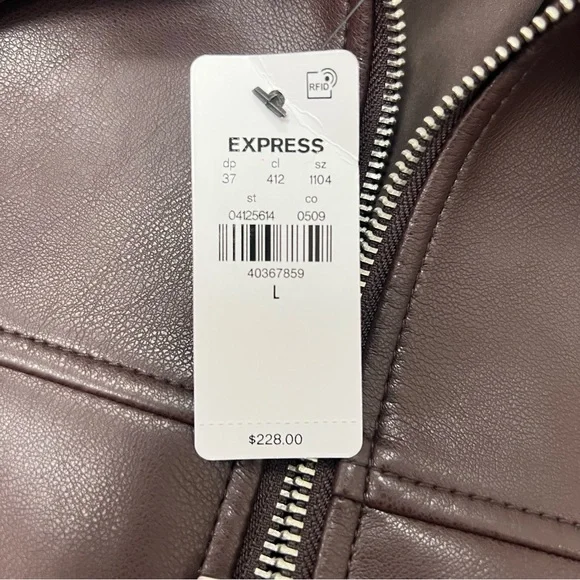 RFID
EXPRESS
dp cl sz
37 412 1104
st co
04125614 0509
40367859
L
$228.00